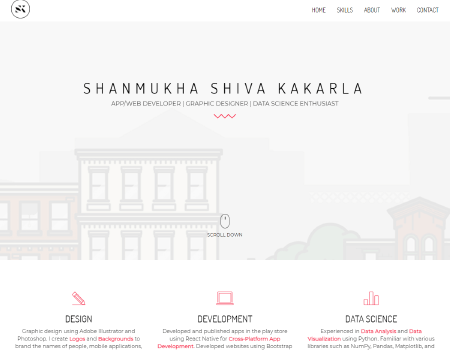 SK
HOME SKILLS ABOUT WORK CONTACT
SHANMUKHA SHIVA KAKARLA
APP/WEB DEVELOPER | GRAPHIC DESIGNER | DATA SCIENCE ENTHUSIAST
SCROLL DOWN
DESIGN
Graphic design using Adobe Illustrator and
Photoshop. I create Logos and Backgrounds to
brand the names of people, mobile applications,
DEVELOPMENT
Developed and published apps in the play store
using React Native for Cross-Platform App
Development. Developed websites using Bootstrap
DATA SCIENCE
Experienced in Data Analysis and Data
Visualization using Python. Familiar with various
libraries such as NumPy, Pandas, Matplotlib, and